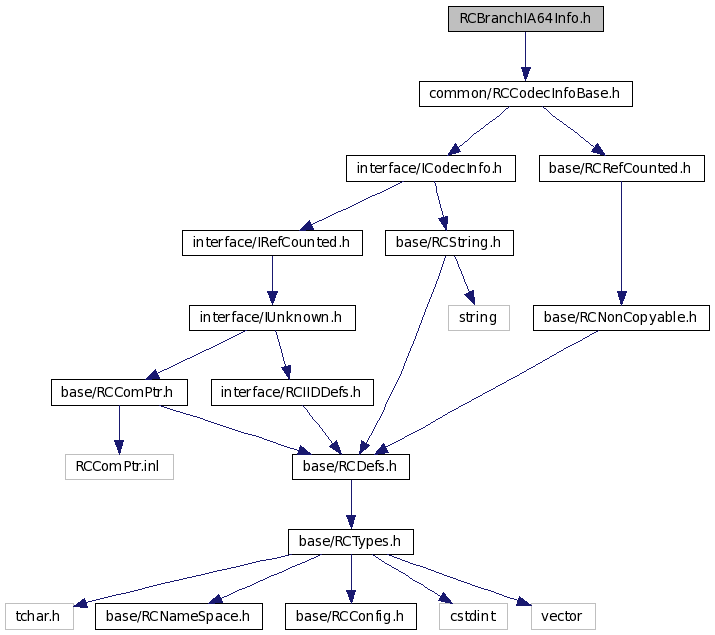 RCBranchIA64Info.h
common/RCCodecInfoBase.h
interface/ICodecInfo.h
base/RCRefCounted.h
interface/IRefCounted.h
base/RCString.h
interface/IUnknown.h
string
base/RCNonCopyable.h
base/RCComPtr.h
interface/RCIIDDefs.h
RCComPtr.inl
base/RCDefs.h
base/RCTypes.h
tchar.h
base/RCNameSpace.h
base/RCConfig.h
cstdint
vector